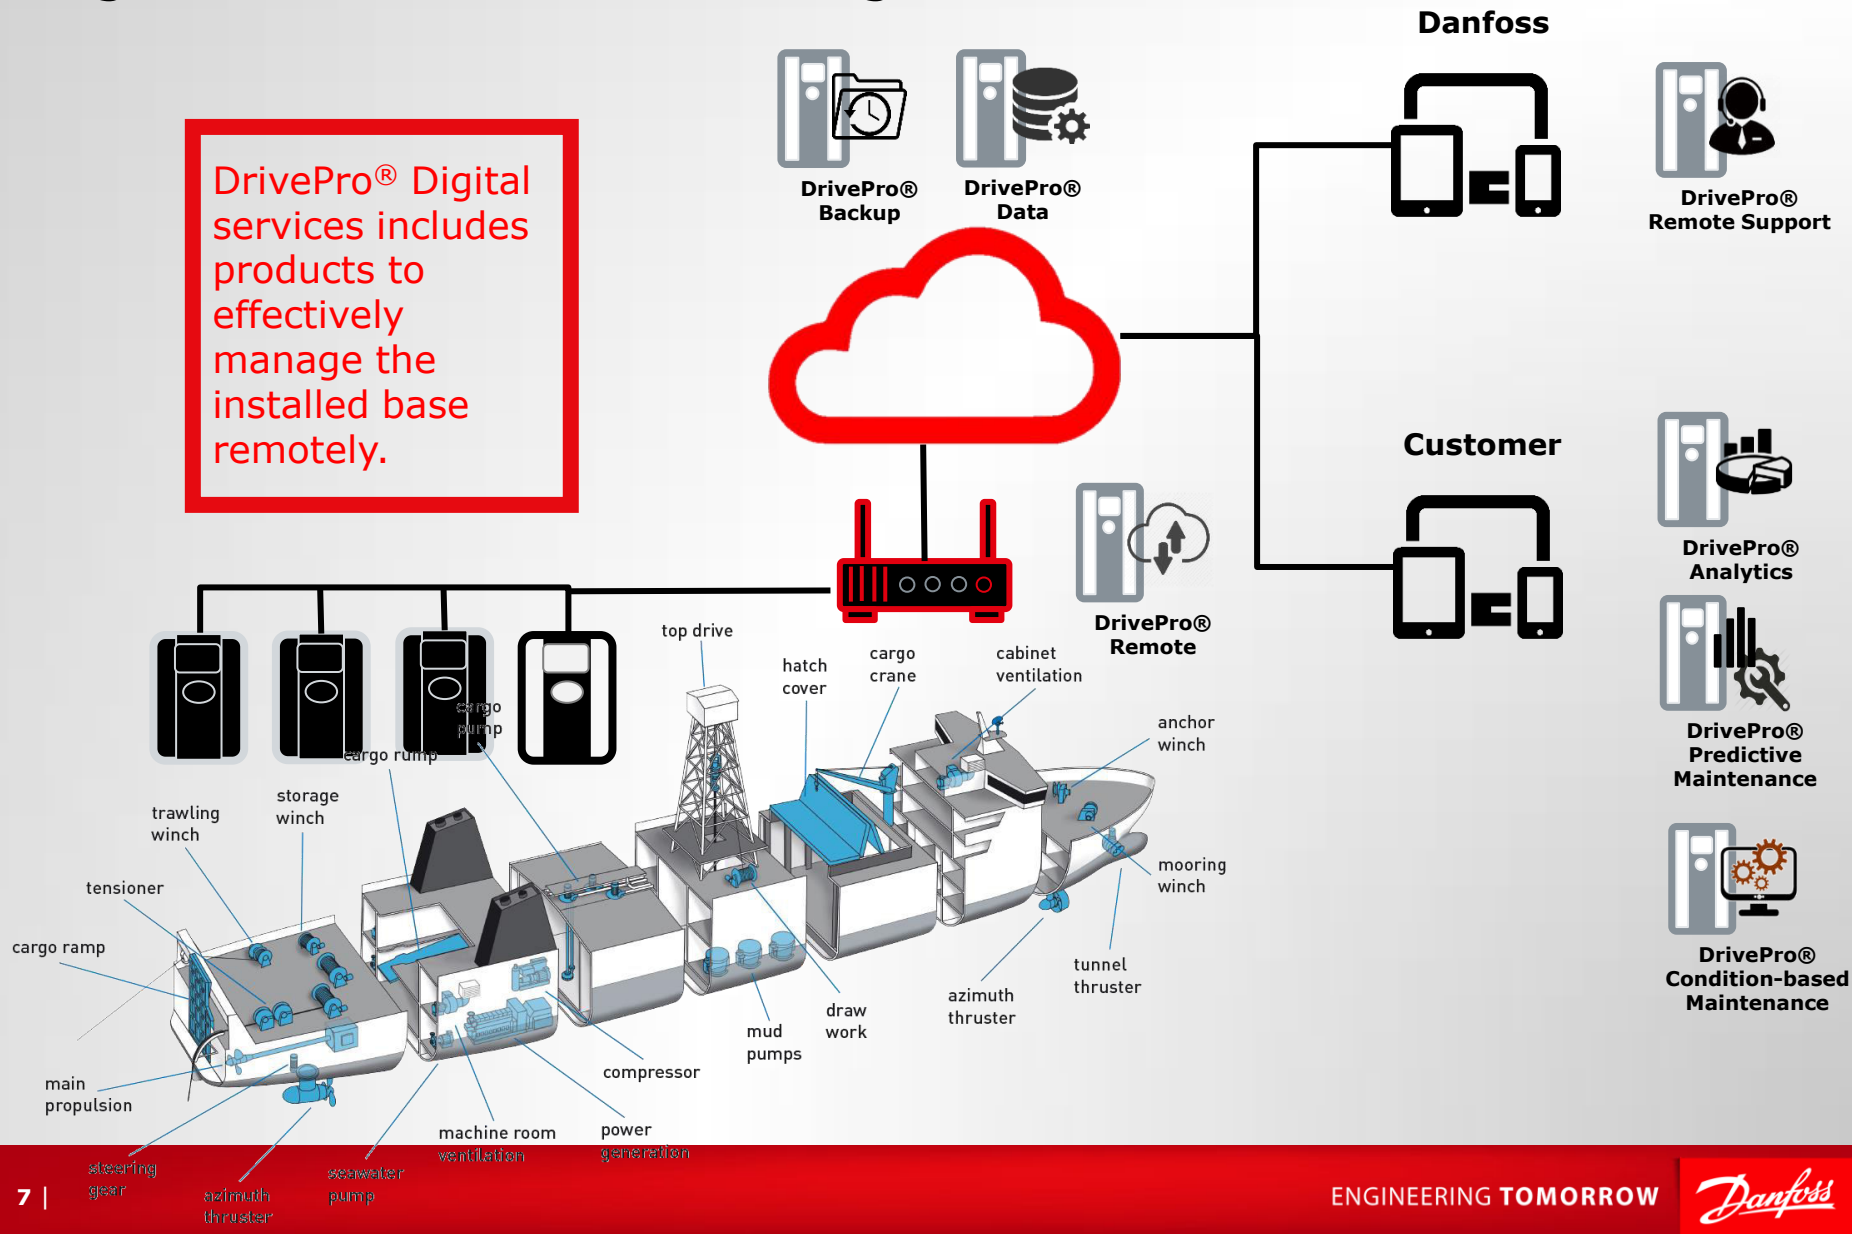 Danfoss
DrivePro® Digital
services includes
products to
effectively
manage the
installed base
remotely.
DrivePro®
Backup
DrivePro®
Data
DrivePro®
Remote Support
Customer
DrivePro®
Analytics
DrivePro®
Remote
DrivePro®
Predictive
Maintenance
DrivePro®
Condition-based
Maintenance
top drive
hatch
cover
cargo
crane
cabinet
ventilation
anchor
winch
cargo
pump
cargo rump
storage
winch
trawling
winch
tensioner
cargo ramp
mooring
winch
tunnel
thruster
azimuth
thruster
draw
work
mud
pumps
compressor
main
propulsion
machine room
ventilation
power
generation
steering
gear
azimuth
thruster
seawater
pump
7 |
ENGINEERING TOMORROW
Danfoss